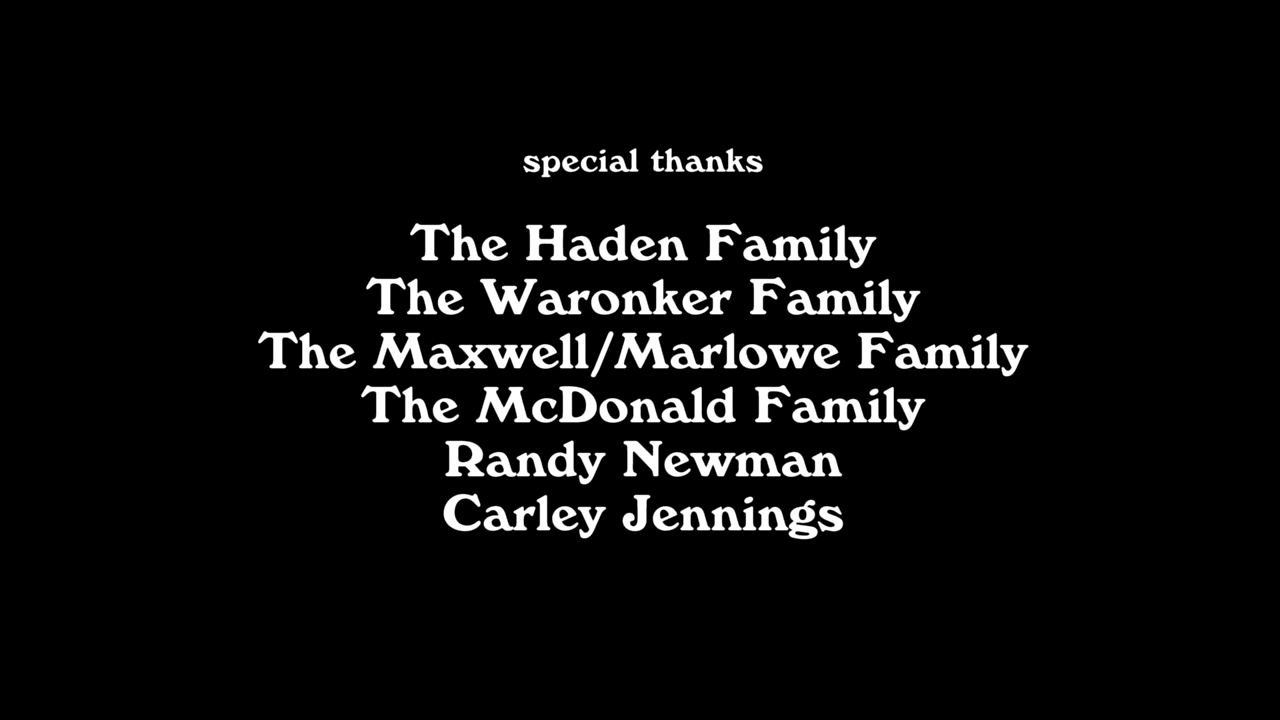 special thanks
The Haden Family
The Waronker Family
The Maxwell/Marlowe Family
The McDonald Family
Randy Newman
Carley Jennings